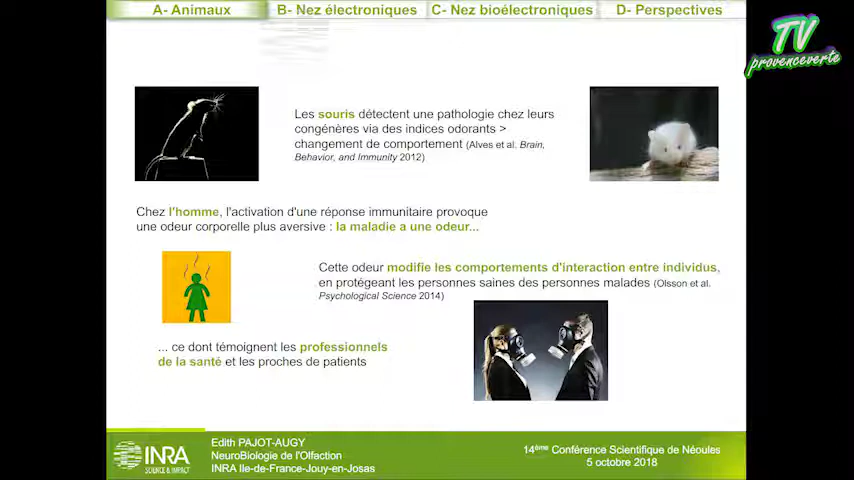 A- Animaux
B- Nez électroniques
C- Nez bioélectroniques
D- Perspectives
TV
provenceverte
Les souris détectent une pathologie chez leurs
congénères via des indices odorants >
changement de comportement (Alves et al. Brain,
Behavior, and Immunity 2012)
Chez l'homme, l'activation d'une réponse immunitaire provoque
une odeur corporelle plus aversive : la maladie a une odeur...
Cette odeur modifie les comportements d'interaction entre individus,
en protégeant les personnes saines des personnes malades (Olsson et al.
Psychological Science 2014)
... ce dont témoignent les professionnels
de la santé et les proches de patients
INRA
SCIENCE & IMPACT
Edith PAJOT-AUGY
NeuroBiologie de l'Olfaction
INRA Ile-de-France-Jouy-en-Josas
14ème Conférence Scientifique de Néoules
5 octobre 2018